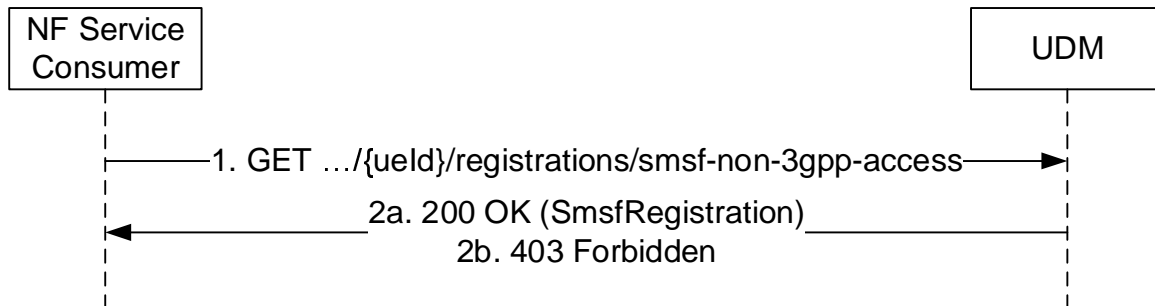 NF Service
Consumer
UDM
1. GET …/{ueId}/registrations/smsf-non-3gpp-access
2a. 200 OK (SmsfRegistration)
2b. 403 Forbidden